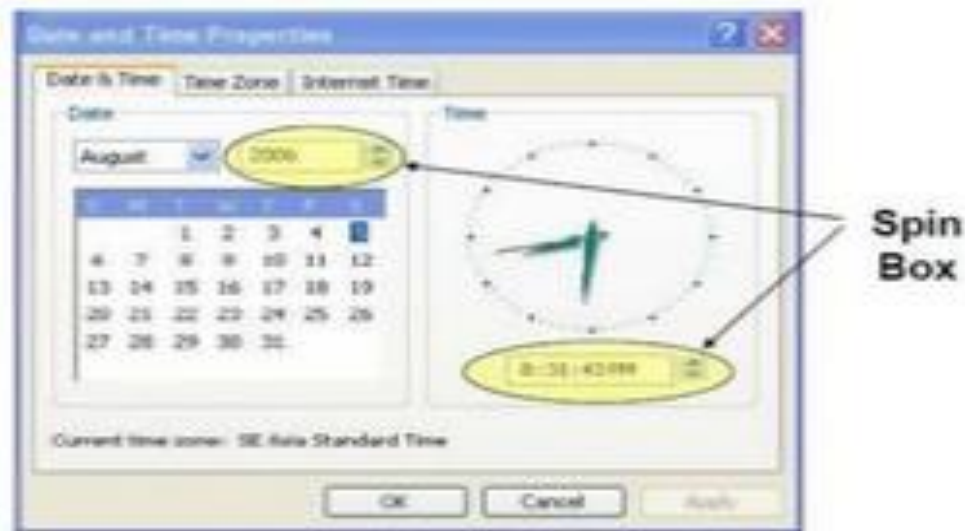 Date and Time Properties
Date & Time Time Zone Internet Time
Date
Time
August 2006
S M T W T F S
1 2 3 4 5
6 7 8 9 10 11 12
13 14 15 16 17 18 19
20 21 22 23 24 25 26
27 28 29 30 31
Spin
Box
Current time zone: SE Asia Standard Time
OK Cancel Apply